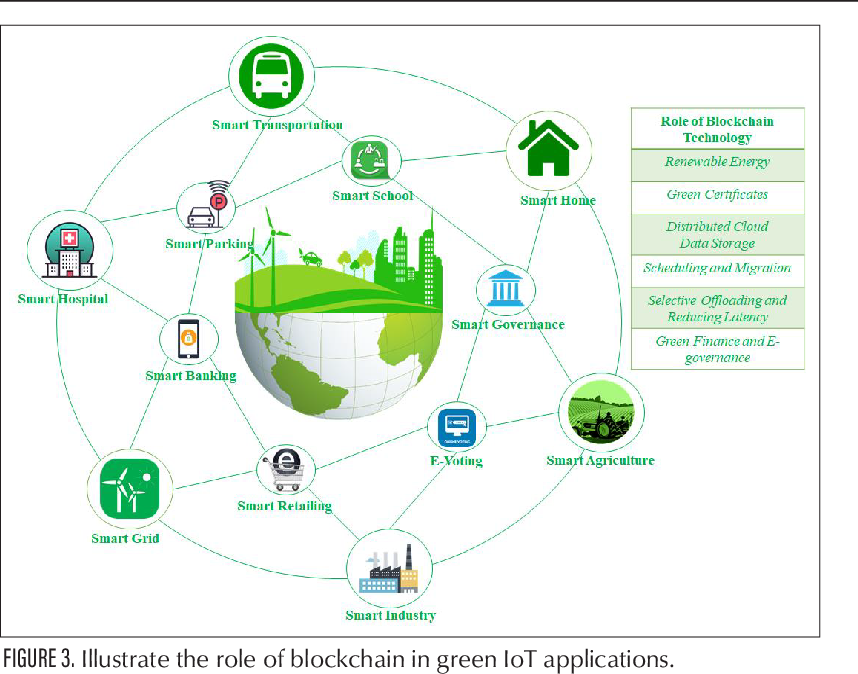 Smart Transportation
Smart School
Smart Home
P
Smart Parking
Smart Hospital
Smart Governance
Smart Banking
E-Voting
Smart Agriculture
e
Smart Retailing
Smart Grid
Smart Industry
Role of Blockchain
Technology
Renewable Energy
Green Certificates
Distributed Cloud
Data Storage
Scheduling and Migration
Selective Offloading and
Reducing Latency
Green Finance and E-
governance
FIGURE 3. Illustrate the role of blockchain in green IoT applications.